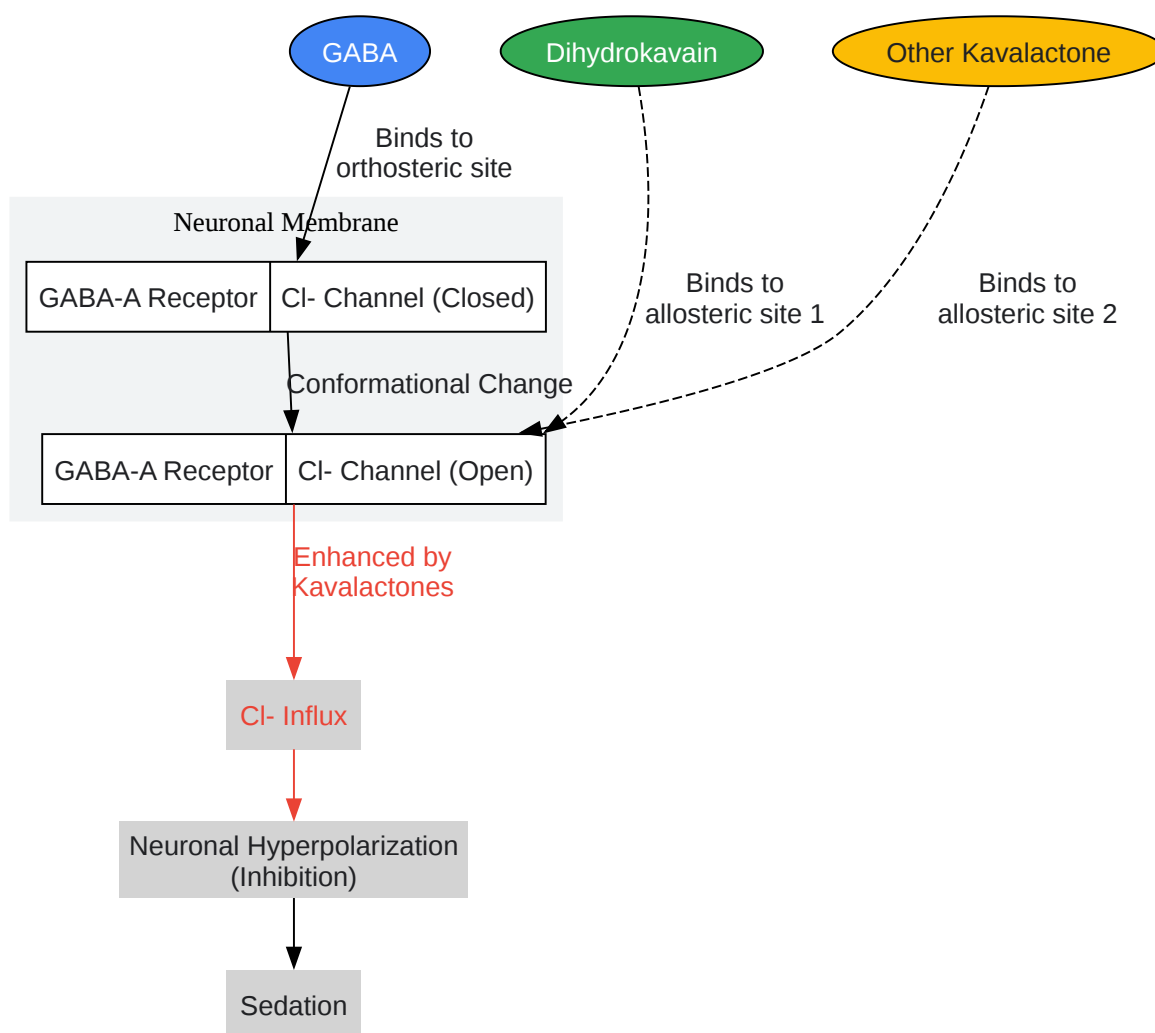 GABA
Dihydrokavain
Other Kavalactone
Binds to
orthosteric site
Neuronal Membrane
GABA-A Receptor
Cl- Channel (Closed)
Binds to
allosteric site 1
Binds to
allosteric site 2
Conformational Change
GABA-A Receptor
Cl- Channel (Open)
Enhanced by
Kavalactones
Cl- Influx
Neuronal Hyperpolarization
(Inhibition)
Sedation